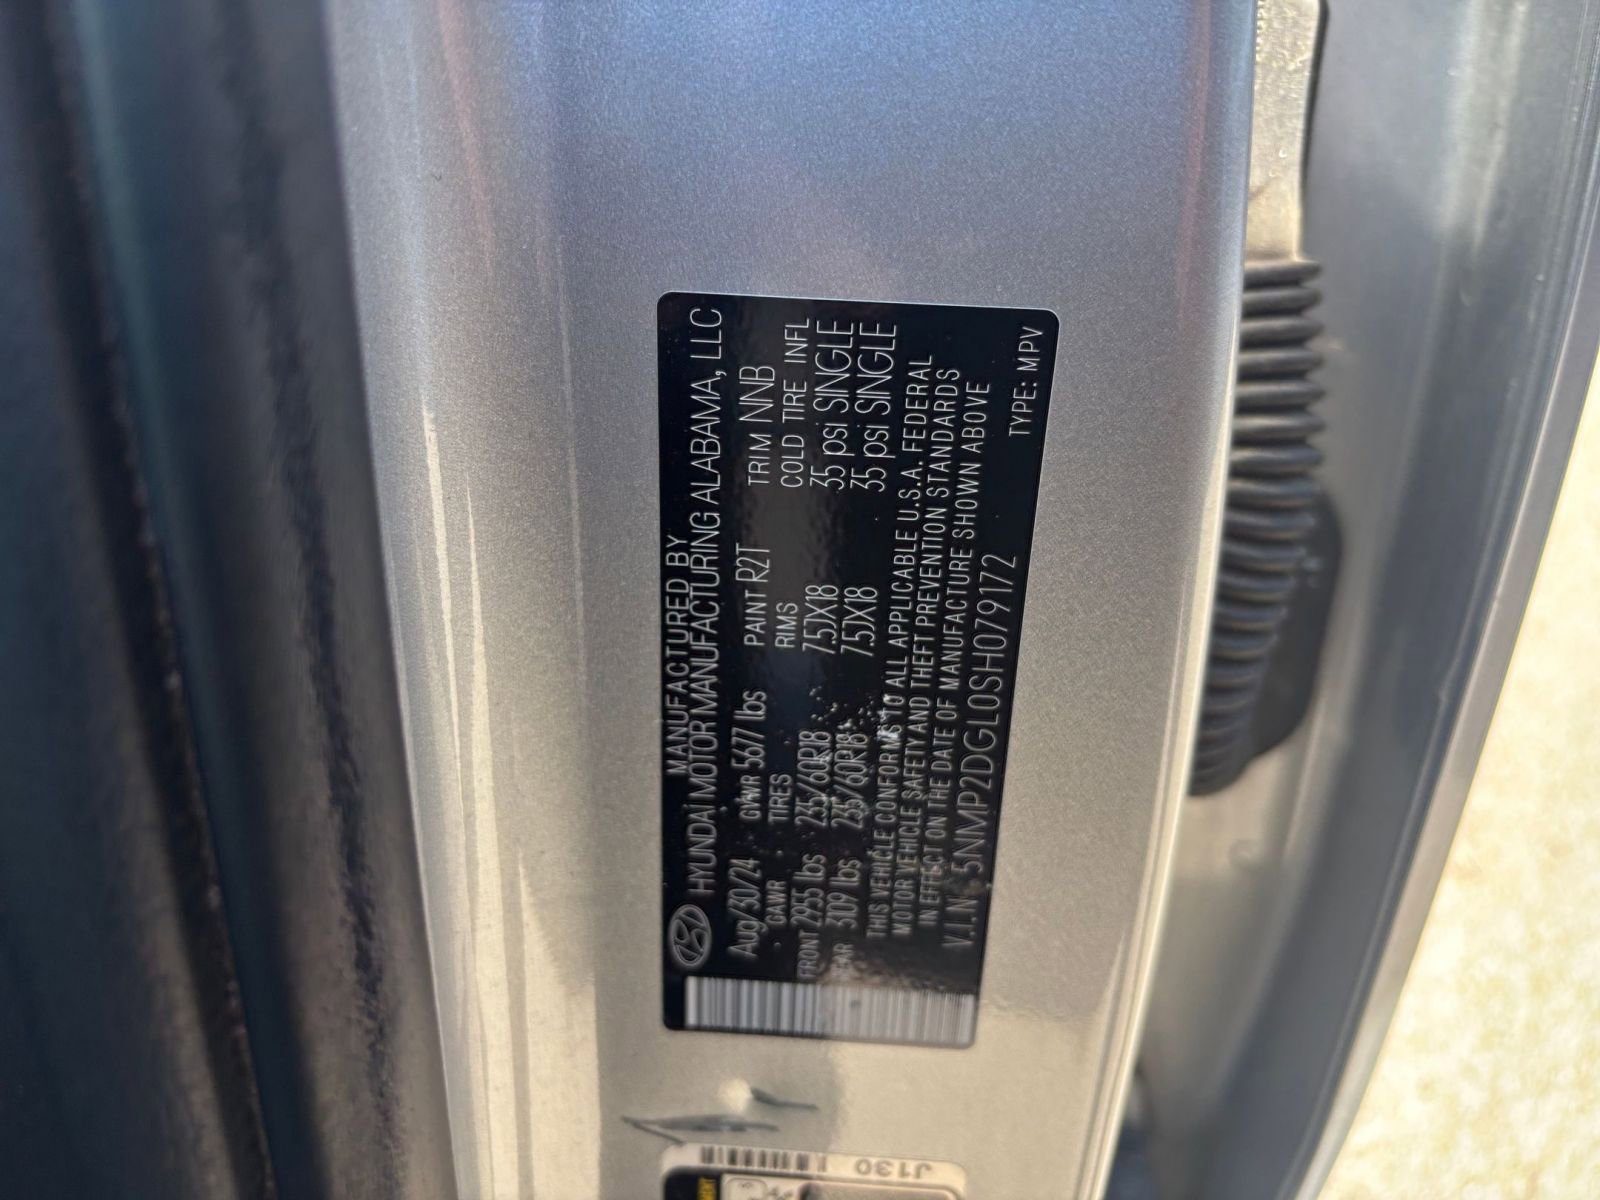 MANUFACTURED BY
HYUNDAI MOTOR MANUFACTURING ALABAMA, LLC
Aug/30/24 GVWR 5677 lbs PAINT R2T TRIM NNB
GAWR TIRES RIMS COLD TIRE INFL
FRONT 2955 lbs 235/60R18 7.5JX18 35 psi SINGLE
REAR 3091 lbs 235/60R18 7.5JX18 35 psi SINGLE
THIS VEHICLE CONFORMS TO ALL APPLICABLE U.S.A. FEDERAL
MOTOR VEHICLE SAFETY AND THEFT PREVENTION STANDARDS
IN EFFECT ON THE DATE OF MANUFACTURE SHOWN ABOVE
V.I.N: 5NMP2DGL0SH079172
TYPE: MPV
J130